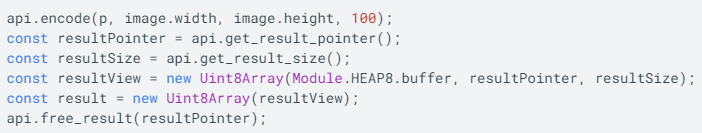 api.encode(p, image.width, image.height, 100);
const resultPointer = api.get_result_pointer();
const resultSize = api.get_result_size();
const resultView = new Uint8Array(Module.HEAP8.buffer, resultPointer, resultSize);
const result = new Uint8Array(resultView);
api.free_result(resultPointer);